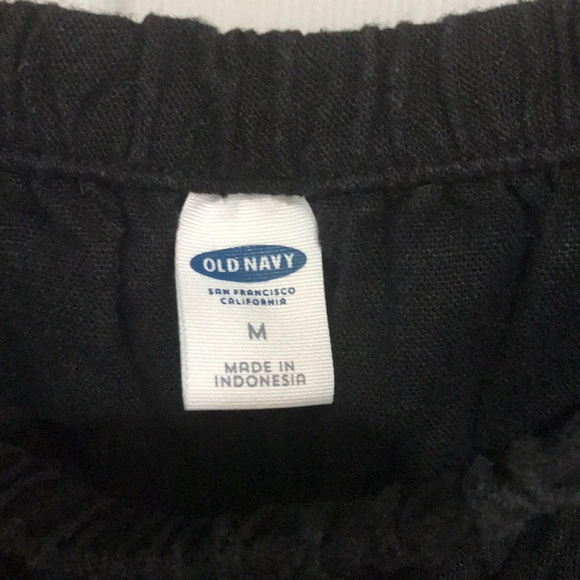 OLD NAVY
SAN FRANCISCO
CALIFORNIA
M
MADE IN
INDONESIA